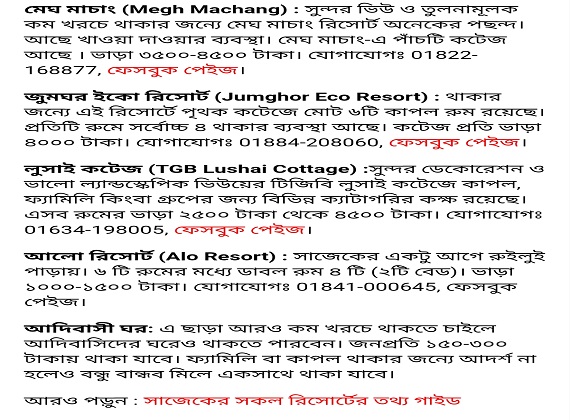 মেঘ মাচাং (Megh Machang) : সুন্দর ভিউ ও তুলনামূলক
কম খরচে থাকার জন্যে মেঘ মাচাং রিসোর্ট অনেকের পছন্দ।
আছে খাওয়া দাওয়ার ব্যবস্থা। মেঘ মাচাং-এ পাঁচটি কটেজ
আছে । ভাড়া ৩৫০০-৪৫০০ টাকা। যোগাযোগঃ 01822-
168877, ফেসবুক পেইজ।
জুমঘর ইকো রিসোর্ট (Jumghor Eco Resort) : থাকার
জন্যে এই রিসোর্টে পৃথক কটেজে মোট ৬টি কাপল রুম রয়েছে।
প্রতিটি রুমে সর্বোচ্চ ৪ থাকার ব্যবস্থা আছে। কটেজ প্রতি ভাড়া
৪০০০ টাকা। যোগাযোগঃ 01884-208060, ফেসবুক পেইজ।
লুসাই কটেজ (TGB Lushai Cottage) :সুন্দর ডেকোরেশন ও
ভালো ল্যান্ডস্কেপিক ভিউয়ের টিজিবি লুসাই কটেজে কাপল,
ফ্যামিলি কিংবা গ্রুপের জন্য বিভিন্ন ক্যাটাগরির কক্ষ রয়েছে।
এসব রুমের ভাড়া ২৫০০ টাকা থেকে ৪৫০০ টাকা। যোগাযোগঃ
01634-198005, ফেসবুক পেইজ।
আলো রিসোর্ট (Alo Resort) : সাজেকের একটু আগে রুইলুই
পাড়ায়। ৬ টি রুমের মধ্যে ডাবল রুম ৪ টি (২টি বেড)। ভাড়া
১০০০-১৫০০ টাকা। যোগাযোগঃ 01841-000645, ফেসবুক
পেইজ।
আদিবাসী ঘর: এ ছাড়া আরও কম খরচে থাকতে চাইলে
আদিবাসিদের ঘরেও থাকতে পারবেন। জনপ্রতি ১৫০-৩০০
টাকায় থাকা যাবে। ফ্যামিলি বা কাপল থাকার জন্যে আদর্শ না
হলেও বন্ধু বান্ধব মিলে একসাথে থাকা যাবে।
আরও পড়ুন : সাজেকের সকল রিসোর্টের তথ্য গাইড